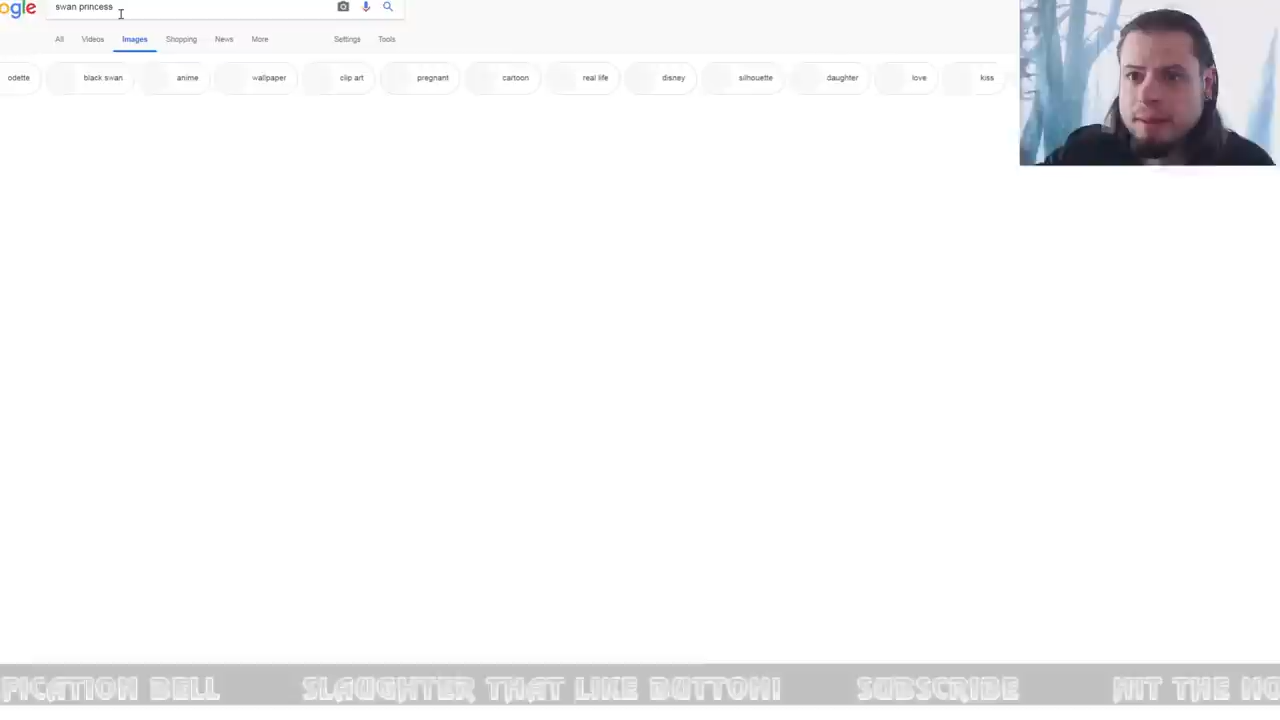 ogle swan princess
All Videos Images Shopping News More Settings Tools
odette black swan anime wallpaper clip art pregnant cartoon real life disney silhouette daughter love kiss
FICATION BELL SLAUGHTER THAT LIKE BUTTON! SUBSCRIBE HIT THE NO